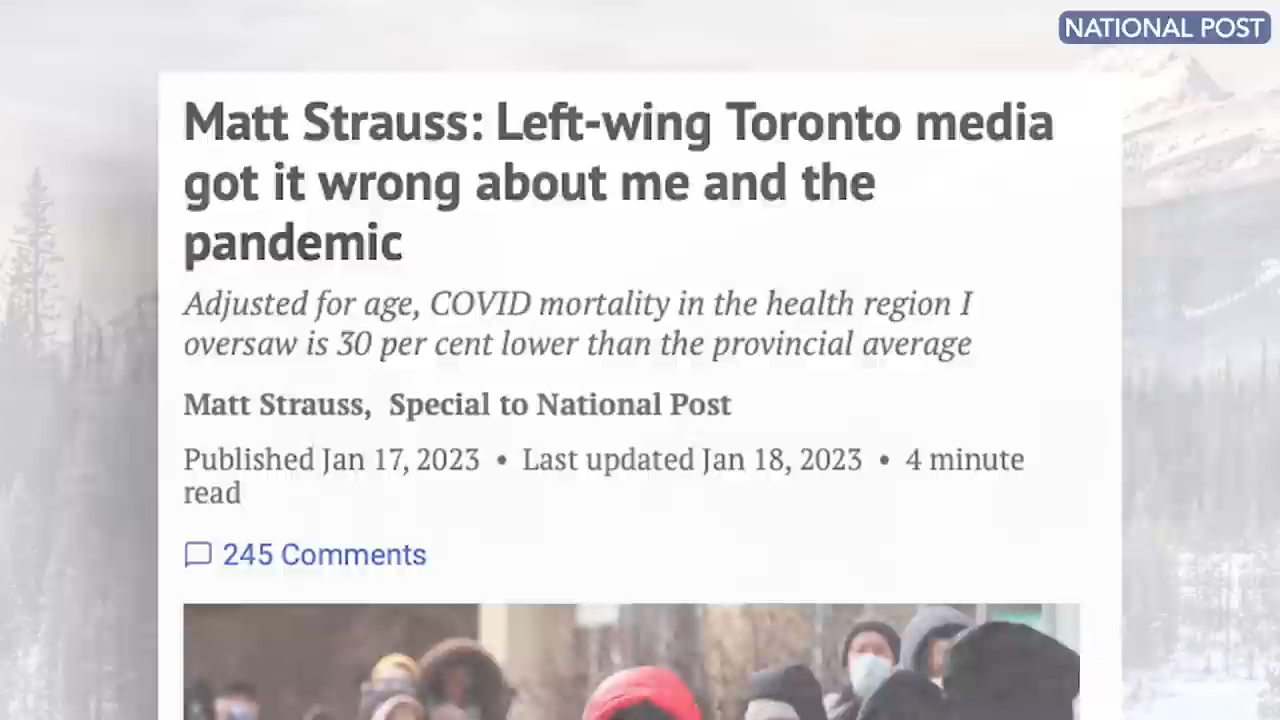 NATIONAL POST
Matt Strauss: Left-wing Toronto media
got it wrong about me and the
pandemic
Adjusted for age, COVID mortality in the health region I
oversaw is 30 per cent lower than the provincial average
Matt Strauss, Special to National Post
Published Jan 17, 2023 • Last updated Jan 18, 2023 • 4 minute
read
245 Comments